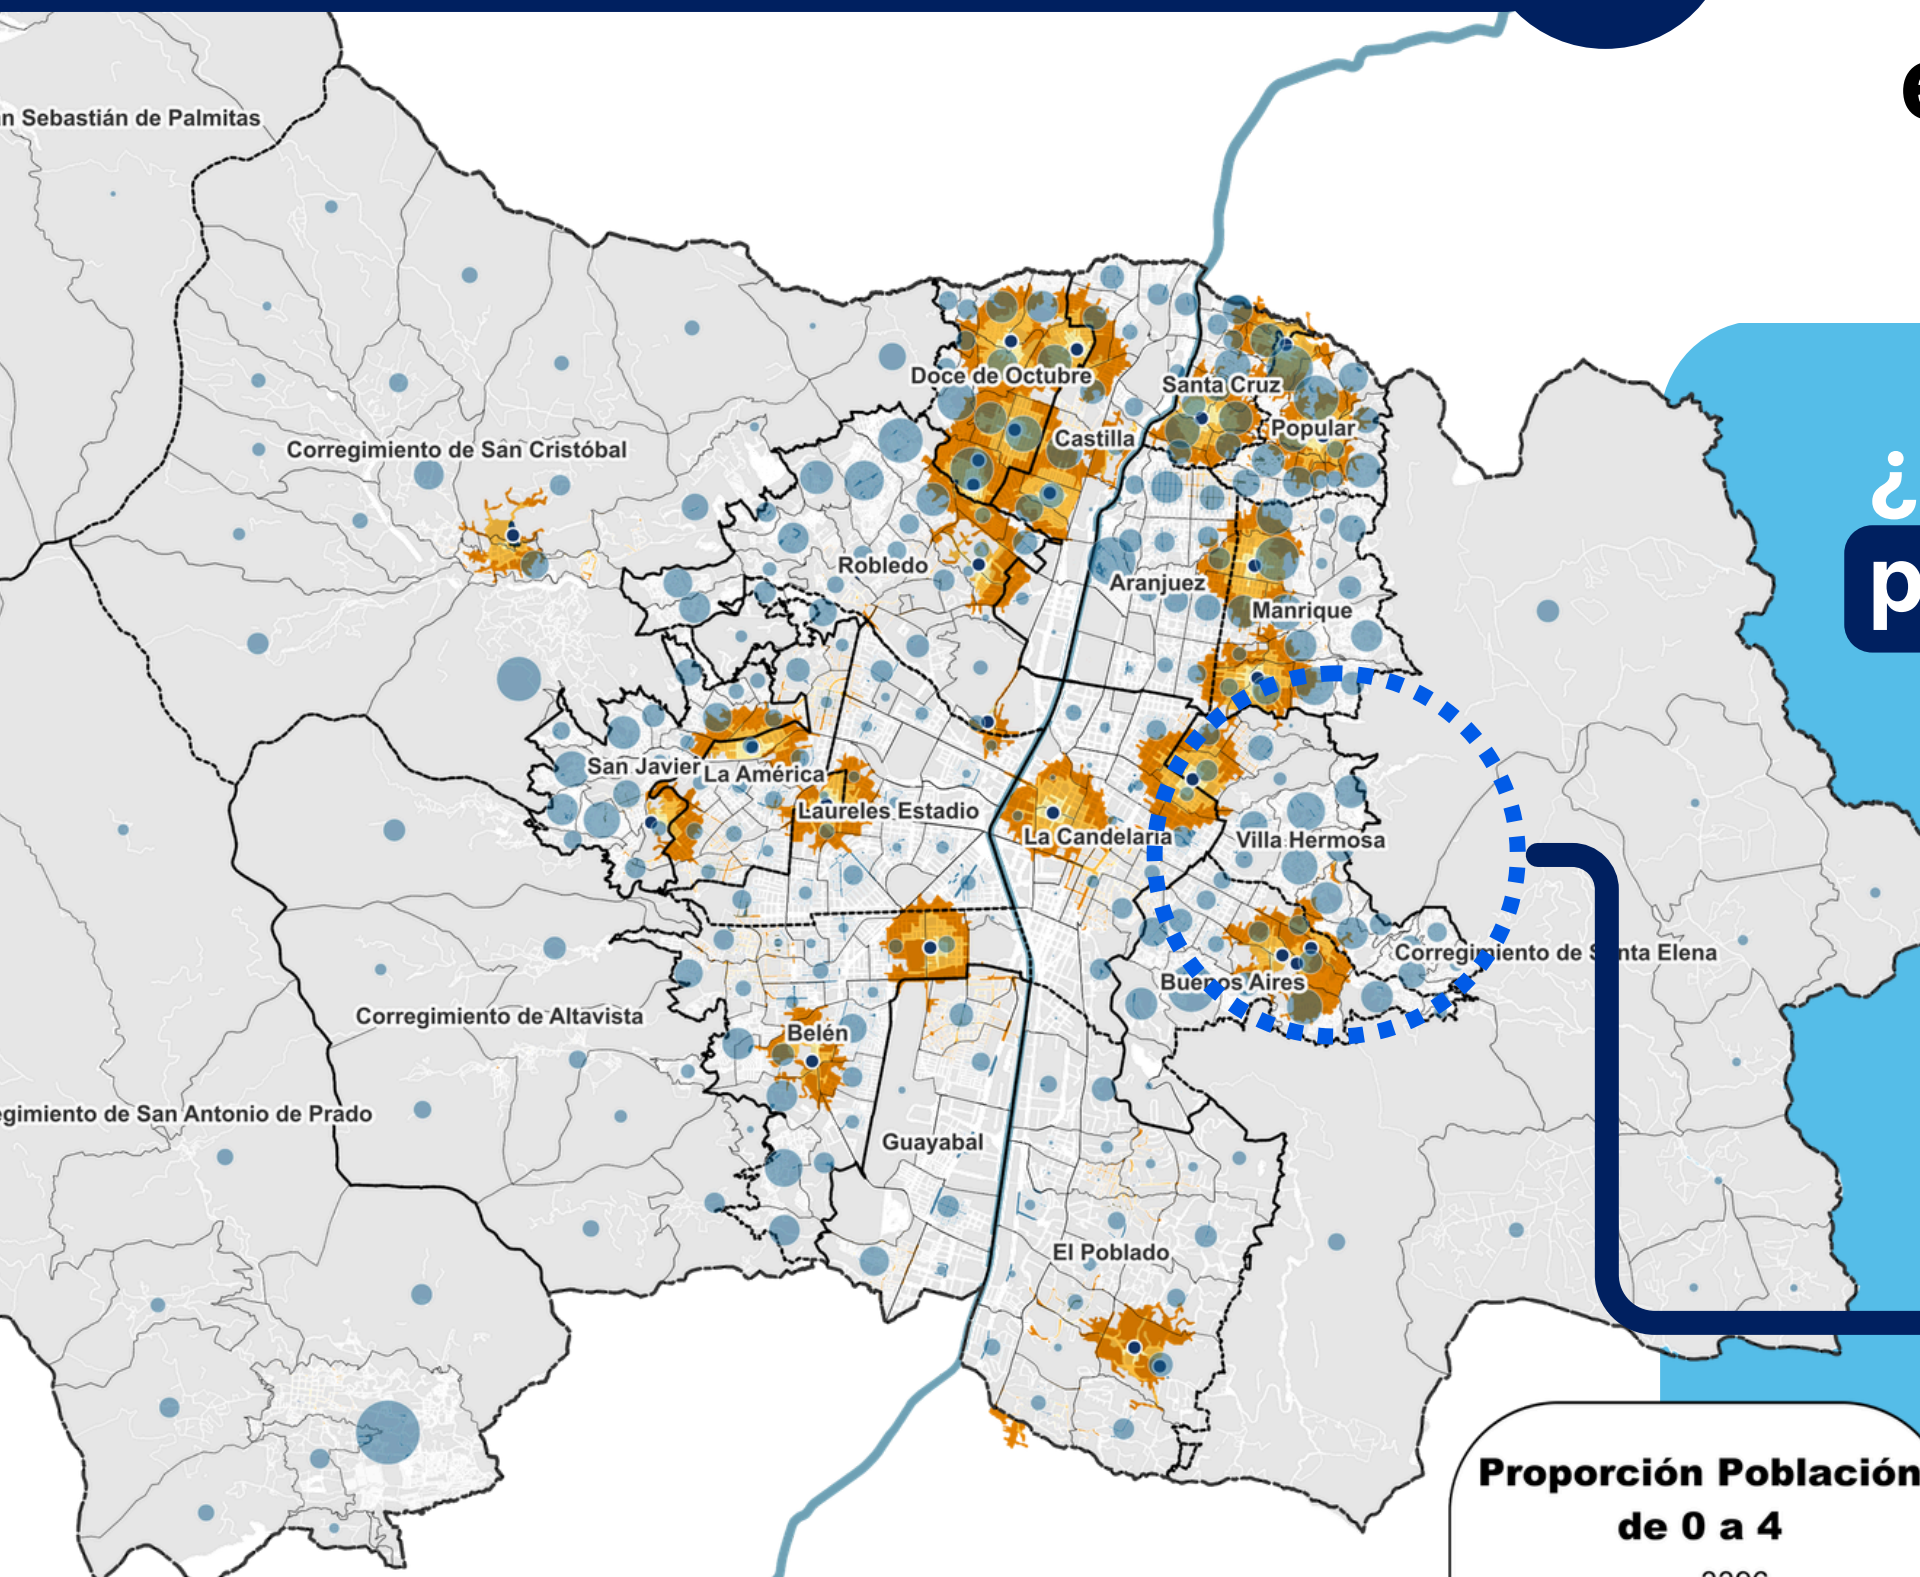 n Sebastián de Palmitas
Doce de Octubre
Santa Cruz
Popular
Castilla
Corregimiento de San Cristóbal
Robledo
Aranjuez
Manrique
San Javier
La América
Laureles Estadio
La Candelaria
Villa Hermosa
Corregimiento de Santa Elena
Buenos Aires
Corregimiento de Altavista
Belén
egimiento de San Antonio de Prado
Guayabal
El Poblado
¿
p
Proporción Población
de 0 a 4